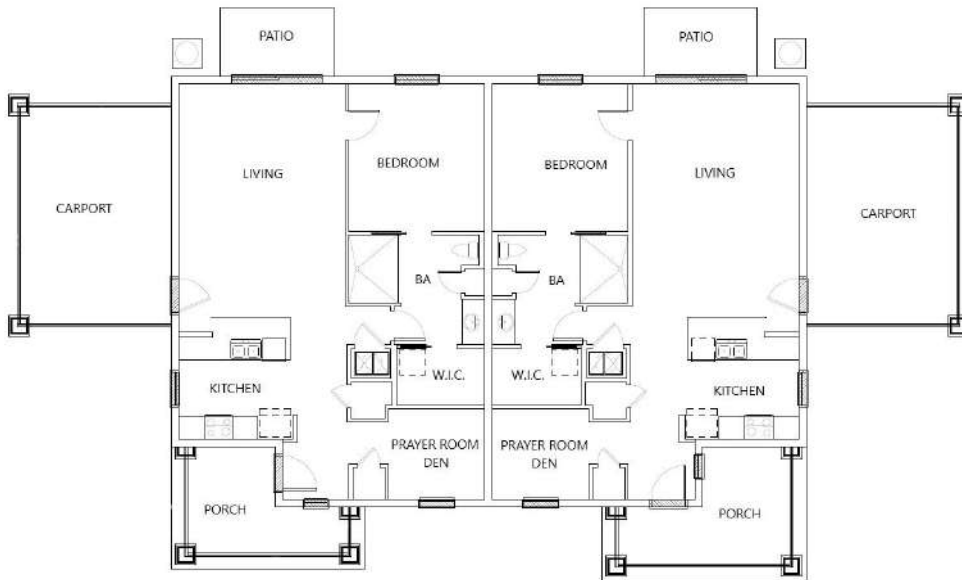 PATIO
PATIO
BEDROOM
BEDROOM
LIVING
LIVING
CARPORT
CARPORT
BA
BA
W.I.C.
W.I.C.
KITCHEN
KITCHEN
PRAYER ROOM
DEN
PRAYER ROOM
DEN
PORCH
PORCH